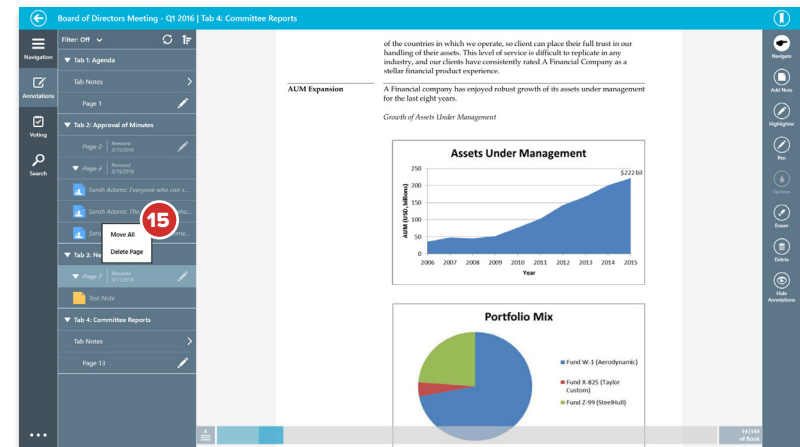 Board of Directors Meeting - Q1 2016 | Tab 4: Committee Reports
Navigation
Annotations
Voting
Search
Filter: Off
Tab 1: Agenda
Tab Notes
Page 1
Tab 2: Approval of Minutes
Page 2 Removed 3/15/2016
Page 3 Removed 3/15/2016
Sarah Adams: Everyone who can s...
Sarah Adams: The
Move All
Delete Page
15
Tab 3: Ne
Page 7 Removed 3/11/2016
Test Note
Tab 4: Committee Reports
Tab Notes
Page 13
of the countries in which we operate, so client can place their full trust in our
handling of their assets. This level of service is difficult to replicate in any
industry, and our clients have consistently rated A Financial Company as a
stellar financial product experience.
AUM Expansion
A Financial company has enjoyed robust growth of its assets under management
for the last eight years.
Growth of Assets Under Management
Assets Under Management
$222 bil
AUM (USD, billions)
250
200
150
100
50
0
2006 2007 2008 2009 2010 2011 2012 2013 2014 2015
Year
Portfolio Mix
Fund W-1 (Aerodynamic)
Fund X-825 (Taylor
Custom)
Fund Z-99 (SteelHull)
Navigate
Add Note
Highlighter
Pen
Options
Eraser
Delete
Hide
Annotations
14|149
of Book